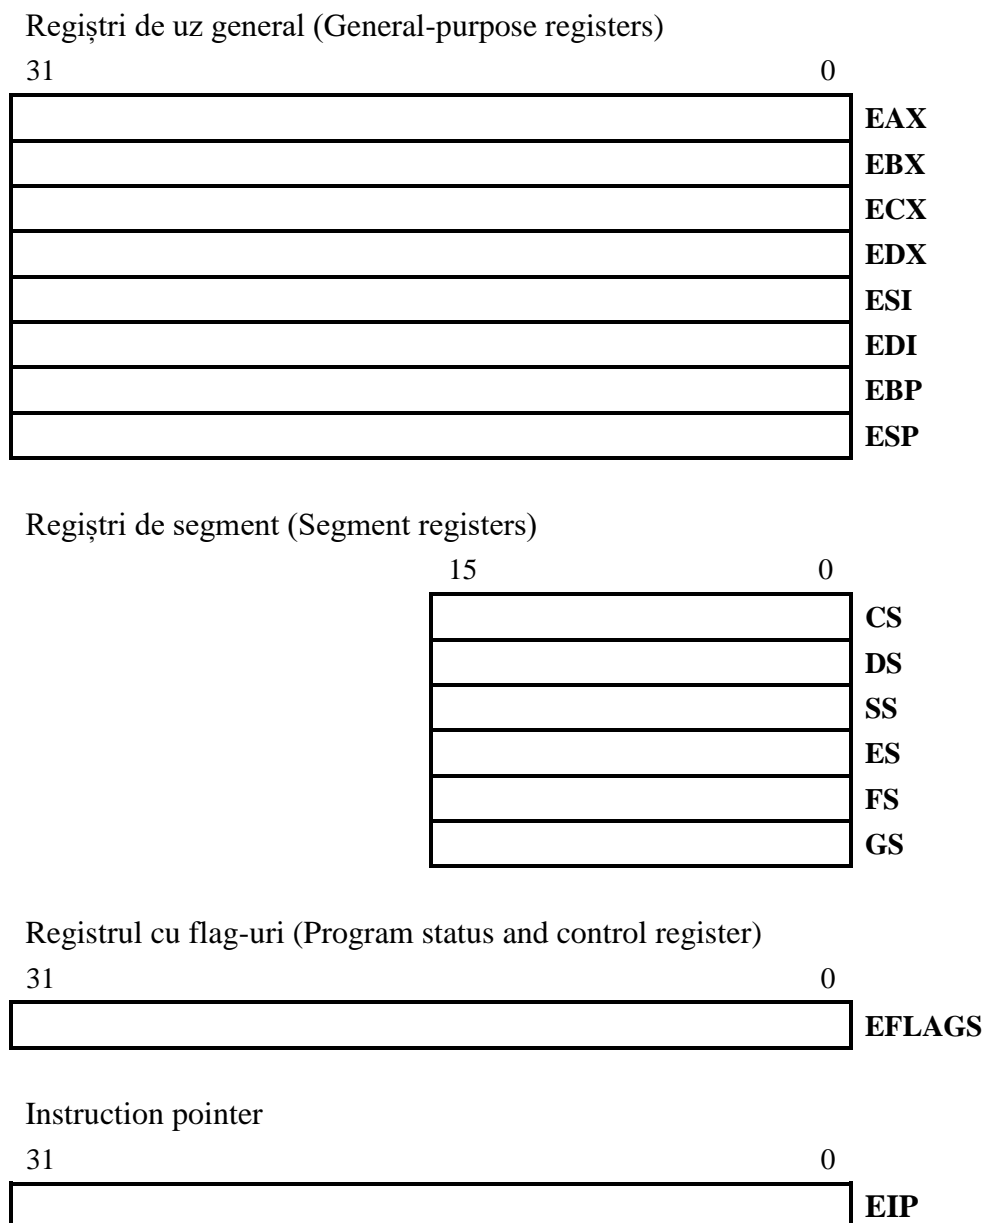 Regiștri de uz general (General-purpose registers)
31 0
EAX
EBX
ECX
EDX
ESI
EDI
EBP
ESP
Regiștri de segment (Segment registers)
15 0
CS
DS
SS
ES
FS
GS
Registrul cu flag-uri (Program status and control register)
31 0
EFLAGS
Instruction pointer
31 0
EIP